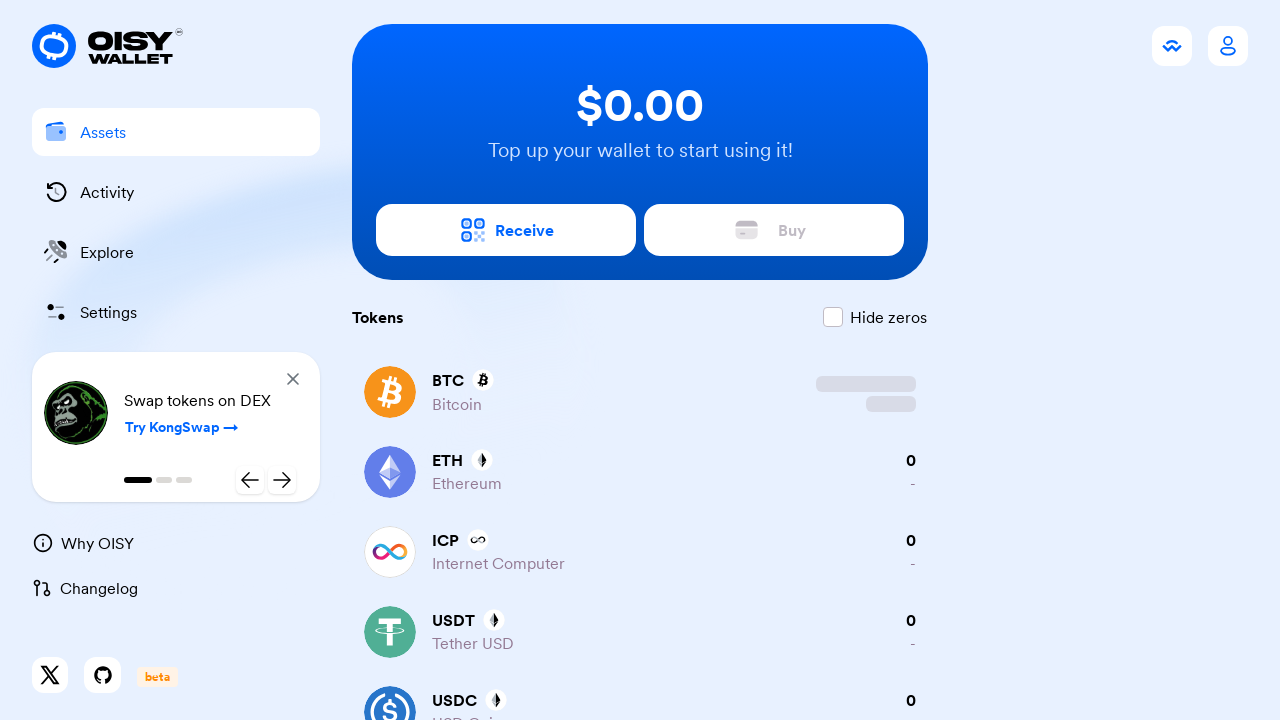 OISY
WALLET
Assets
Activity
Explore
Settings
Swap tokens on DEX
Try KongSwap →
Why OISY
Changelog
beta
$0.00
Top up your wallet to start using it!
Receive
Buy
Tokens
Hide zeros
BTC
Bitcoin
ETH
0
Ethereum
-
ICP
0
Internet Computer
-
USDT
0
Tether USD
-
USDC
0
USD Coin